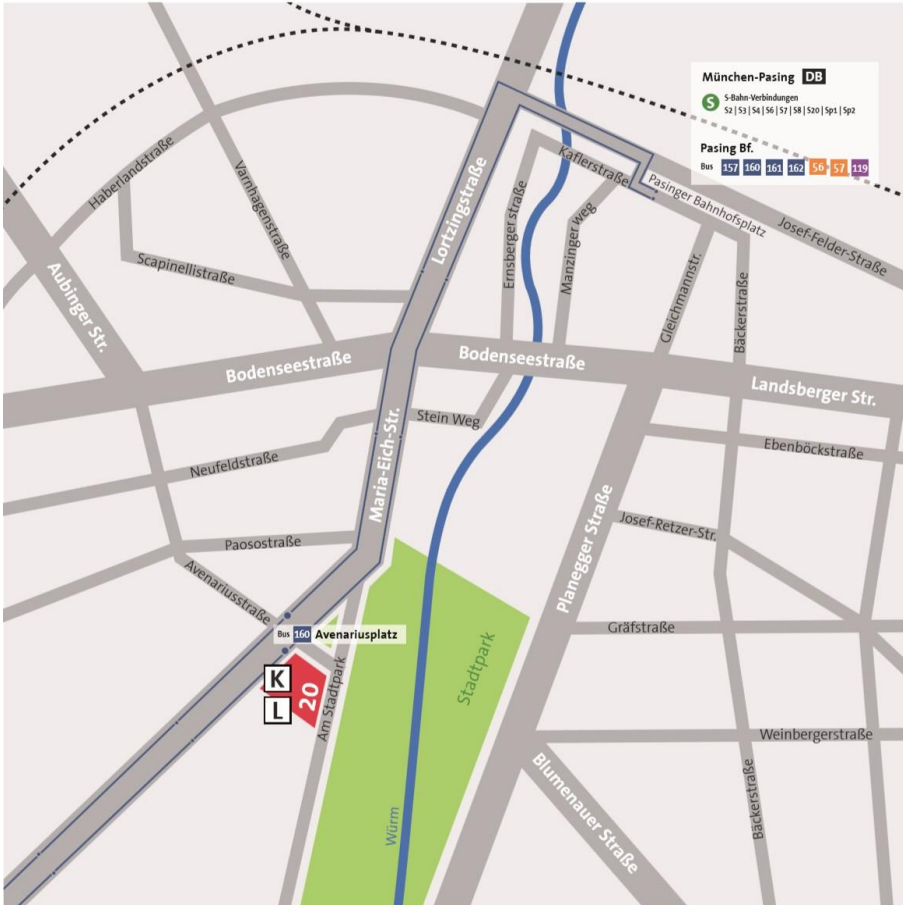 München-Pasing DB
S S-Bahn-Verbindungen
S2 | S3 | S4 | S6 | S7 | S8 | S20 | Sp1 | Sp2
Pasing Bf.
Bus 157 160 161 162 56 57 119
Haberlandstraße
Varnhagenstraße
Lortzingstraße
Kaflerstraße
Pasinger Bahnhofsplatz
Josef-Felder-Straße
Ernsberger straße
Manzinger weg
Gleichmannstr.
Bäckerstraße
Scapinellistraße
Aubinger Str.
Bodenseestraße
Bodenseestraße
Landsberger Str.
Stein Weg
Maria-Eich-Str.
Neufeldstraße
Ebenböckstraße
Planegger Straße
Josef-Retzer-Str.
Paosostraße
Avenariusstraße
Gräfstraße
Bus 160 Avenariusplatz
K
L
20
Am Stadtpark
Stadtpark
Weinbergerstraße
Blumenauer Straße
Bäckerstraße
Würm